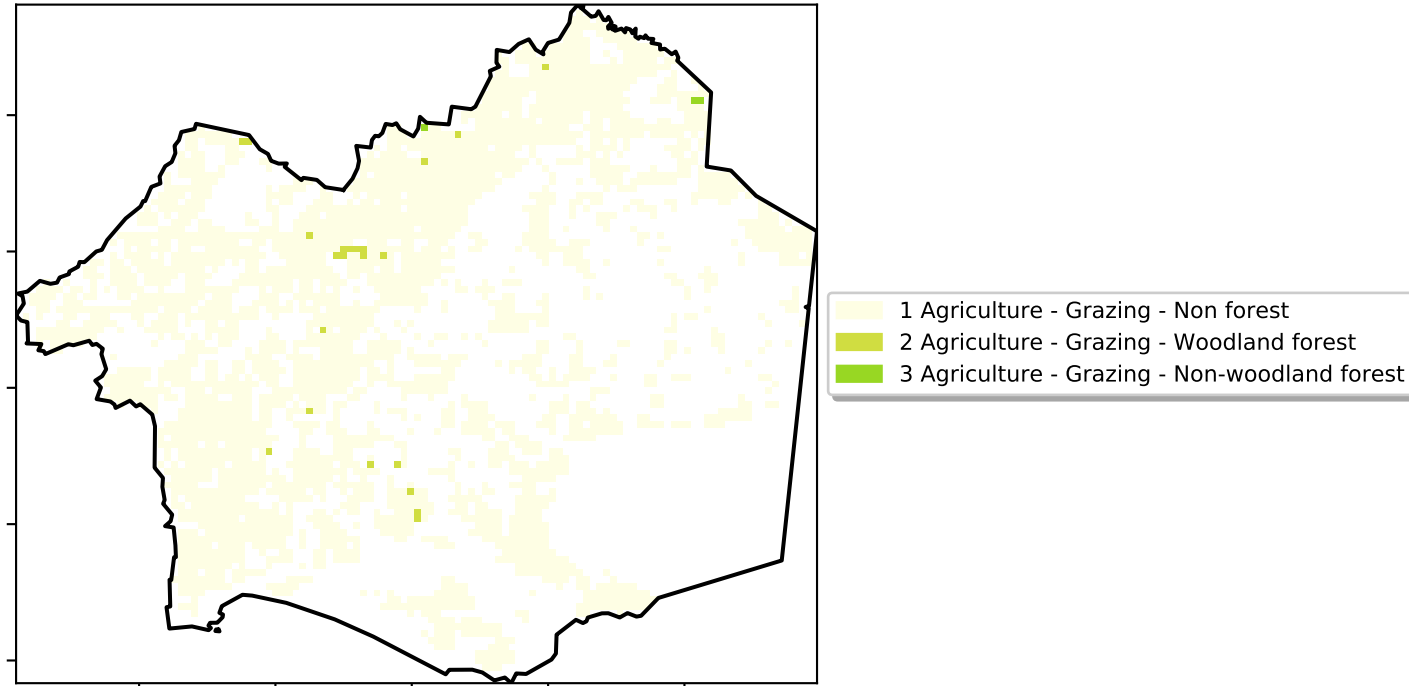 1 Agriculture - Grazing - Non forest
2 Agriculture - Grazing - Woodland forest
3 Agriculture - Grazing - Non-woodland forest